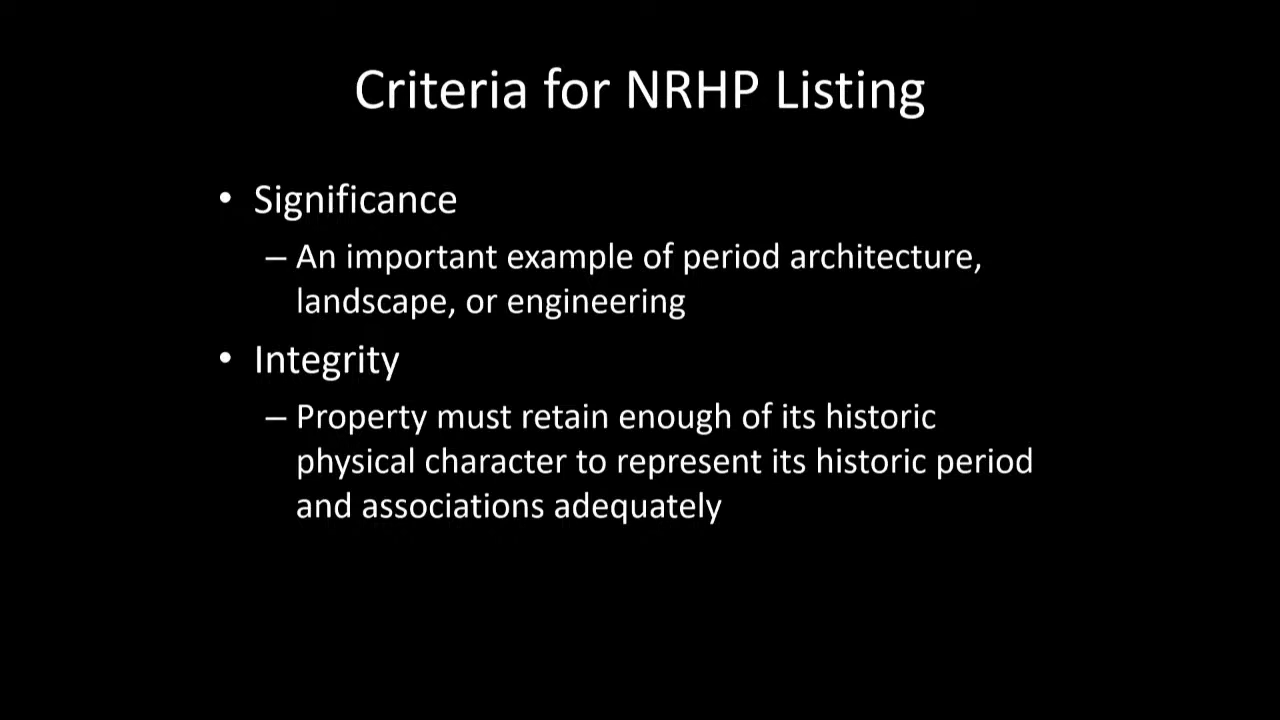 Criteria for NRHP Listing
• Significance
– An important example of period architecture,
landscape, or engineering
• Integrity
– Property must retain enough of its historic
physical character to represent its historic period
and associations adequately